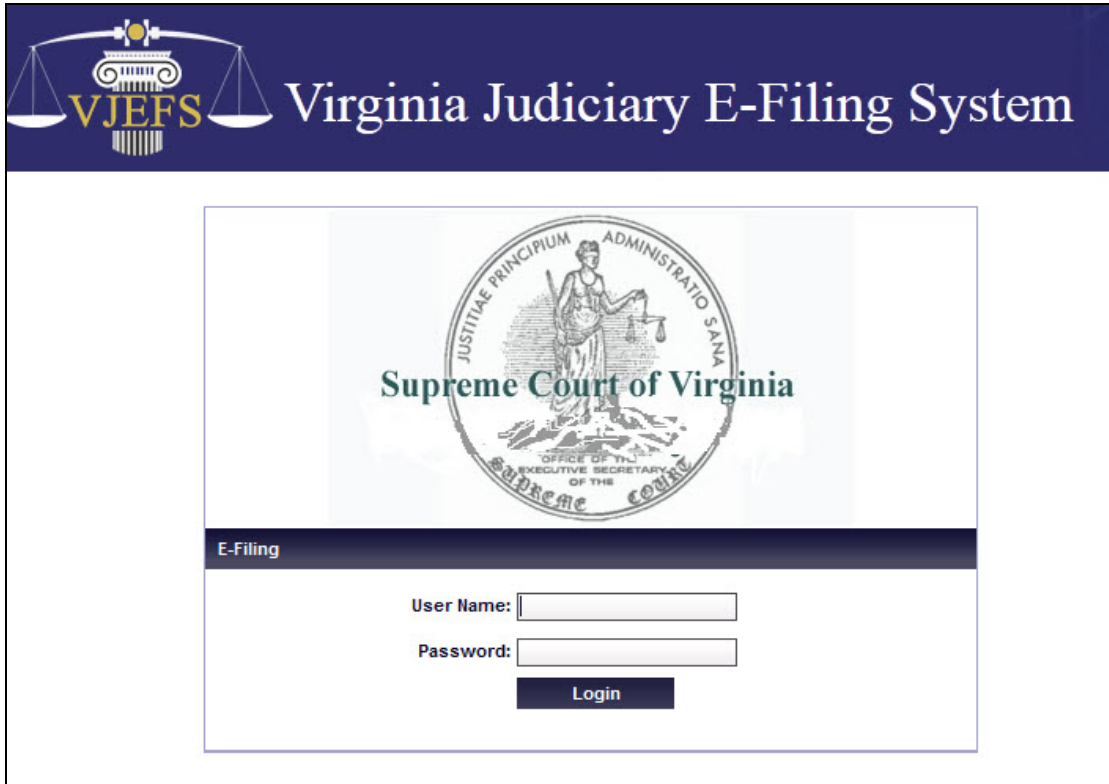 VJEFS
Virginia Judiciary E-Filing System
JUSTITIAE PRINCIPIUM ADMINISTRATIO SANA
Supreme Court of Virginia
OFFICE OF THE
EXECUTIVE SECRETARY
OF THE
SUPREME COURT
E-Filing
User Name:
Password:
Login